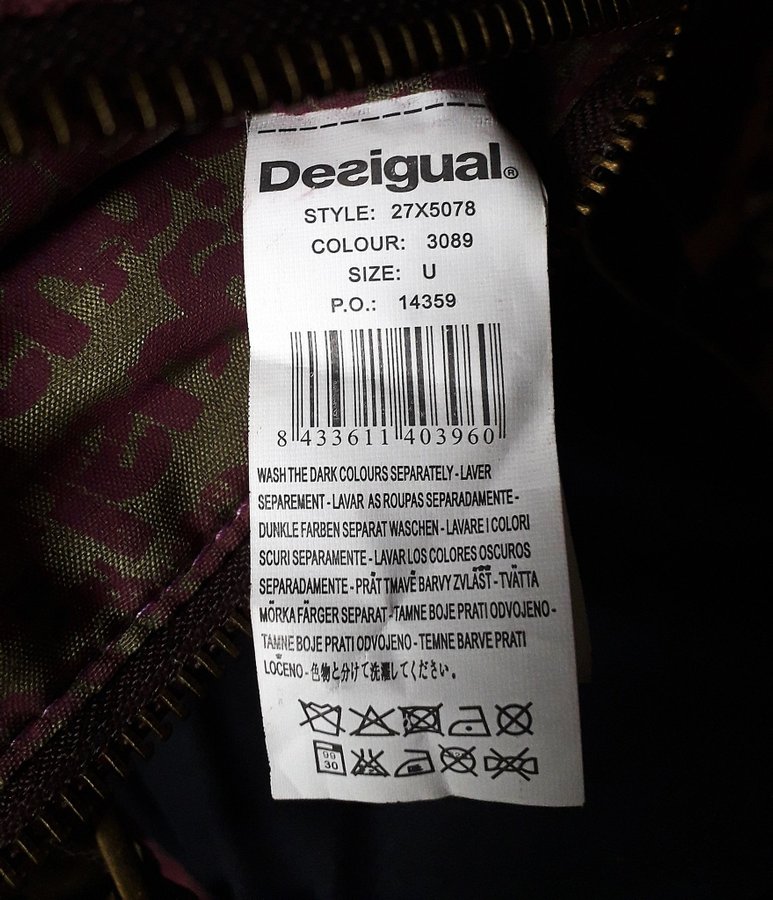 Desigual®
STYLE: 27X5078
COLOUR: 3089
SIZE: U
P.O.: 14359
8 433611 403960
WASH THE DARK COLOURS SEPARATELY - LAVER
SEPAREMENT - LAVAR AS ROUPAS SEPARADAMENTE -
DUNKLE FARBEN SEPARAT WASCHEN - LAVARE I COLORI
SCURI SEPARAMENTE - LAVAR LOS COLORES OSCUROS
SEPARADAMENTE - PRÁT TMAVĚ BARVY ZVLÁŠT - TVÄTTA
MÖRKA FÄRGER SEPARAT - TAMNE BOJE PRATI ODVOJENO -
TAMNE BOJE PRATI ODVOJENO - TEMNE BARVE PRATI
LOČENO - 色物と分けて洗濯してください。
99
30